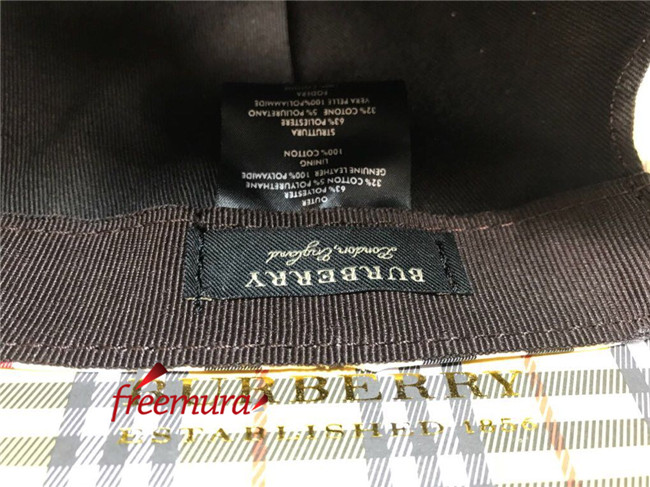 OUTER
63% POLYESTER
32% COTTON 5% POLYURETHANE
GENUINE LEATHER 100% POLYAMIDE
LINING
100% COTTON
STRUTTURA
63% POLIESTERE
32% COTONE 5% POLIURETANO
VERA PELLE 100%POLIAMMIDE
FODERA
BURBERRY
London, England
BURBERRY
freemura
ESTABLISHED 1856